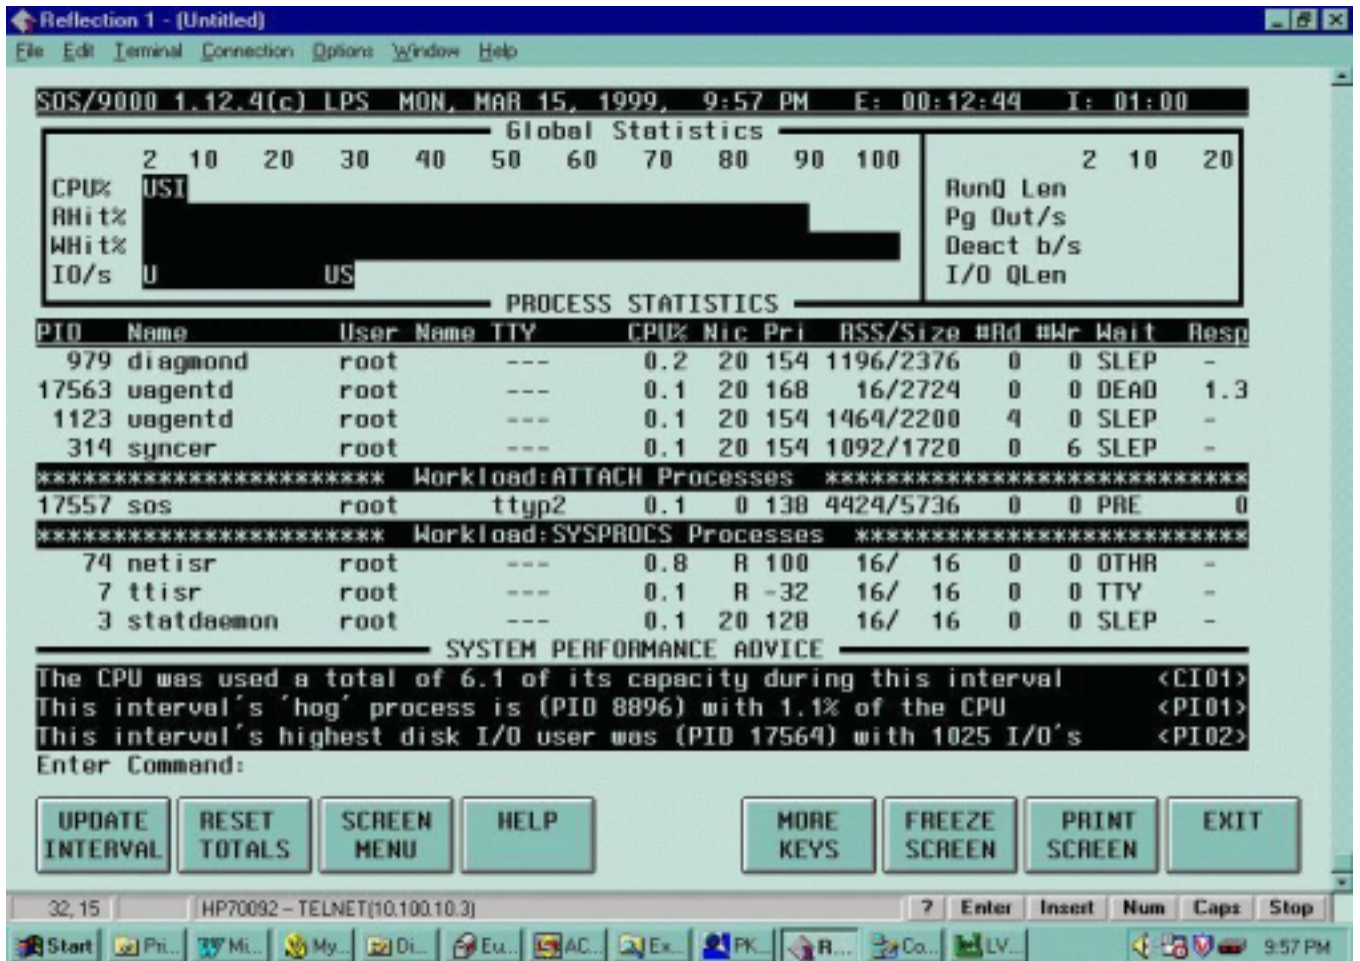 Reflection 1 - (Untitled)
File Edit Terminal Connection Options Window Help
SOS/9000 1.12.4(c) LPS MON, MAR 15, 1999, 9:57 PM E: 00:12:44 I: 01:00
Global Statistics
2 10 20 30 40 50 60 70 80 90 100 2 10 20
CPU% USI RunQ Len
RHit% Pg Out/s
WHit% Deact b/s
IO/s U US I/O QLen
PROCESS STATISTICS
PID Name User Name TTY CPU% Nic Pri RSS/Size #Rd #Wr Wait Resp
979 diagmond root --- 0.2 20 154 1196/2376 0 0 SLEP -
17563 vagentd root --- 0.1 20 168 16/2724 0 0 DEAD 1.3
1123 vagentd root --- 0.1 20 154 1464/2200 4 0 SLEP -
314 syncer root --- 0.1 20 154 1092/1720 0 6 SLEP -
*********************** Workload:ATTACH Processes ****************************
17557 sos root ttyp2 0.1 0 138 4424/5736 0 0 PRE 0
*********************** Workload:SYSPROCS Processes **************************
74 netisr root --- 0.8 R 100 16/ 16 0 0 OTHR -
7 ttisr root --- 0.1 R -32 16/ 16 0 0 TTY -
3 statdaemon root --- 0.1 20 128 16/ 16 0 0 SLEP -
SYSTEM PERFORMANCE ADVICE
The CPU was used a total of 6.1 of its capacity during this interval <CI01>
This interval's 'hog' process is (PID 8896) with 1.1% of the CPU <PI01>
This interval's highest disk I/O user was (PID 17564) with 1025 I/O's <PI02>
Enter Command:
UPDATE INTERVAL RESET TOTALS SCREEN MENU HELP MORE KEYS FREEZE SCREEN PRINT SCREEN EXIT
32, 15 HP70092 – TELNET(10.100.10.3) ? Enter Insert Num Caps Stop
Start Pri... Mi... My... Di... Eu... AC... Ex... PK... R... Co... LV... 9:57 PM